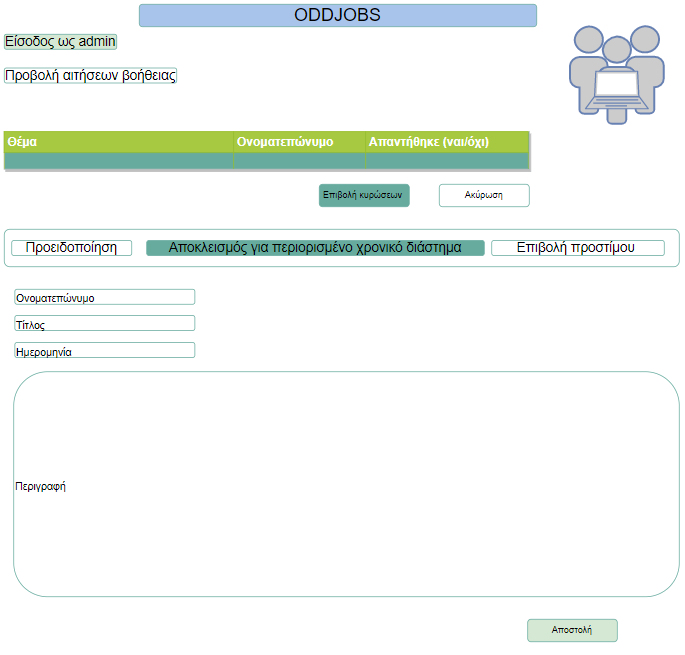 ODDJOBS
Είσοδος ως admin
Προβολή αιτήσεων βοήθειας
Θέμα Ονοματεπώνυμο Απαντήθηκε (ναι/όχι)
Επιβολή κυρώσεων Ακύρωση
Προειδοποίηση Αποκλεισμός για περιορισμένο χρονικό διάστημα Επιβολή προστίμου
Ονοματεπώνυμο
Τίτλος
Ημερομηνία
Περιγραφή
Αποστολή